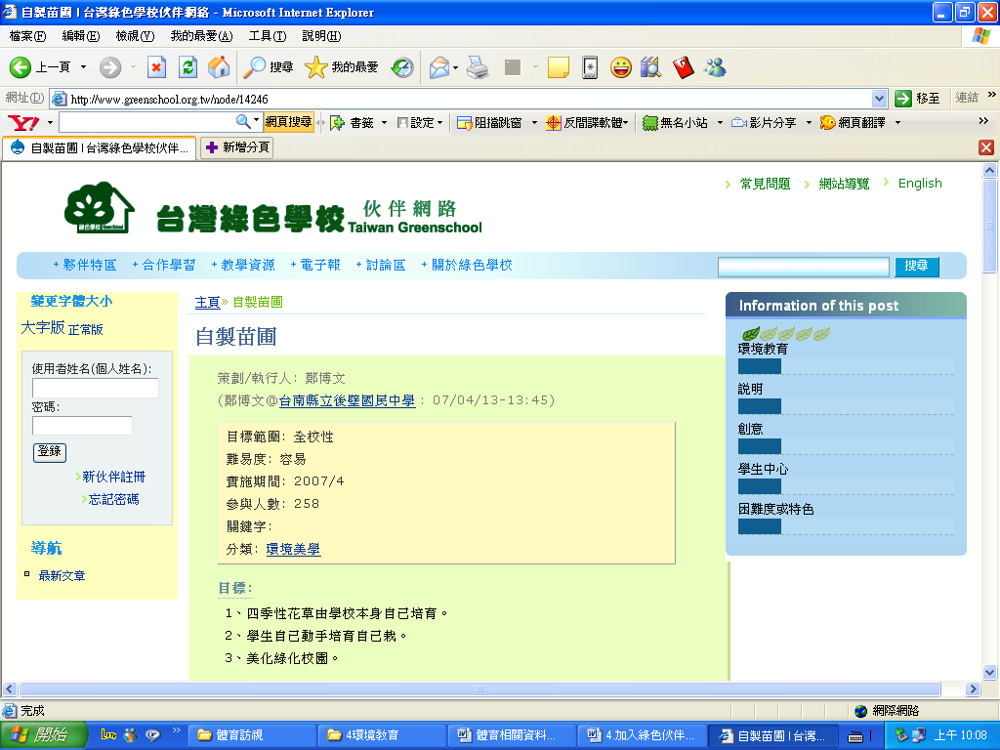 自製苗圃 | 台灣綠色學校伙伴網絡 - Microsoft Internet Explorer
檔案(F) 編輯(E) 檢視(V) 我的最愛(A) 工具(T) 說明(H)
上一頁 搜尋 我的最愛
網址(D) http://www.greenschool.org.tw/node/14246 移至 連結 »
Y! 網頁搜尋 書籤 設定 阻擋跳窗 反間諜軟體 無名小站 影片分享 網頁翻譯 »
自製苗圃 | 台灣綠色學校伙伴... 新增分頁
常見問題 網站導覽 English
綠色學校 台灣綠色學校 伙伴網路
Taiwan Greenschool
+ 夥伴特區 + 合作學習 + 教學資源 + 電子報 + 討論區 + 關於綠色學校 搜尋
變更字體大小
大字版 正常版
使用者姓名(個人姓名):
密碼:
登錄
新伙伴註冊
忘記密碼
導航
最新文章
主頁» 自製苗圃
自製苗圃
策劃/執行人: 鄭博文
(鄭博文@台南縣立後壁國民中學 : 07/04/13-13:45)
目標範圍: 全校性
難易度: 容易
實施期間: 2007/4
參與人數: 258
關鍵字:
分類: 環境美學
目標:
1、四季性花草由學校本身自己培育。
2、學生自己動手培育自己栽。
3、美化綠化校園。
Information of this post
環境教育
說明
創意
學生中心
困難度或特色
完成 網際網路
開始 » 體育訪視 4環境教育 體育相關資料... 4.加入綠色伙伴... 自製苗圃 | 台灣... 上午 10:08